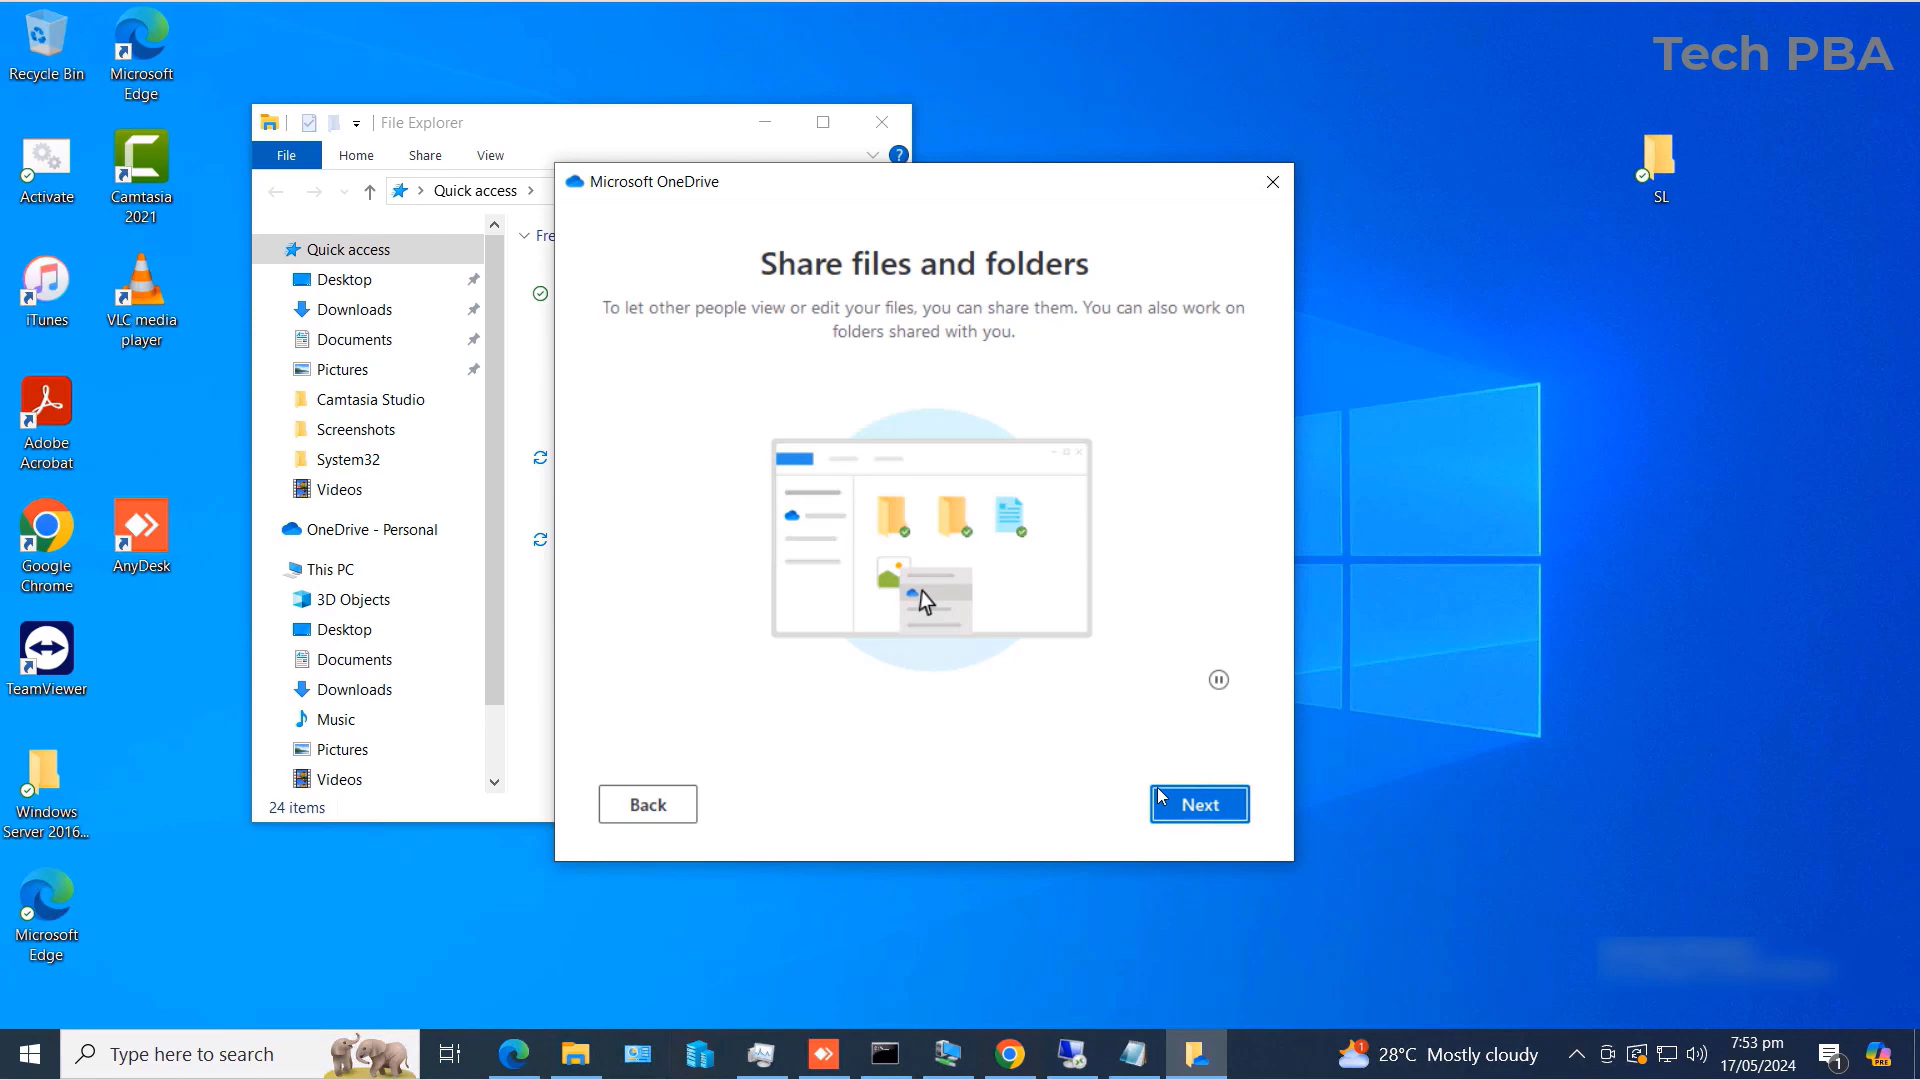 Tech PBA
Recycle Bin
Microsoft
Edge
Activate
Camtasia
2021
iTunes
VLC media
player
Adobe
Acrobat
Google
Chrome
AnyDesk
TeamViewer
Windows
Server 2016...
Microsoft
Edge
SL
File Explorer
File
Home
Share
View
?
Quick access
Fre
Quick access
Desktop
Downloads
Documents
Pictures
Camtasia Studio
Screenshots
System32
Videos
OneDrive - Personal
This PC
3D Objects
Desktop
Documents
Downloads
Music
Pictures
Videos
24 items
Microsoft OneDrive
Share files and folders
To let other people view or edit your files, you can share them. You can also work on
folders shared with you.
Back
Next
Type here to search
1
28°C Mostly cloudy
7:53 pm
17/05/2024
1
PRE